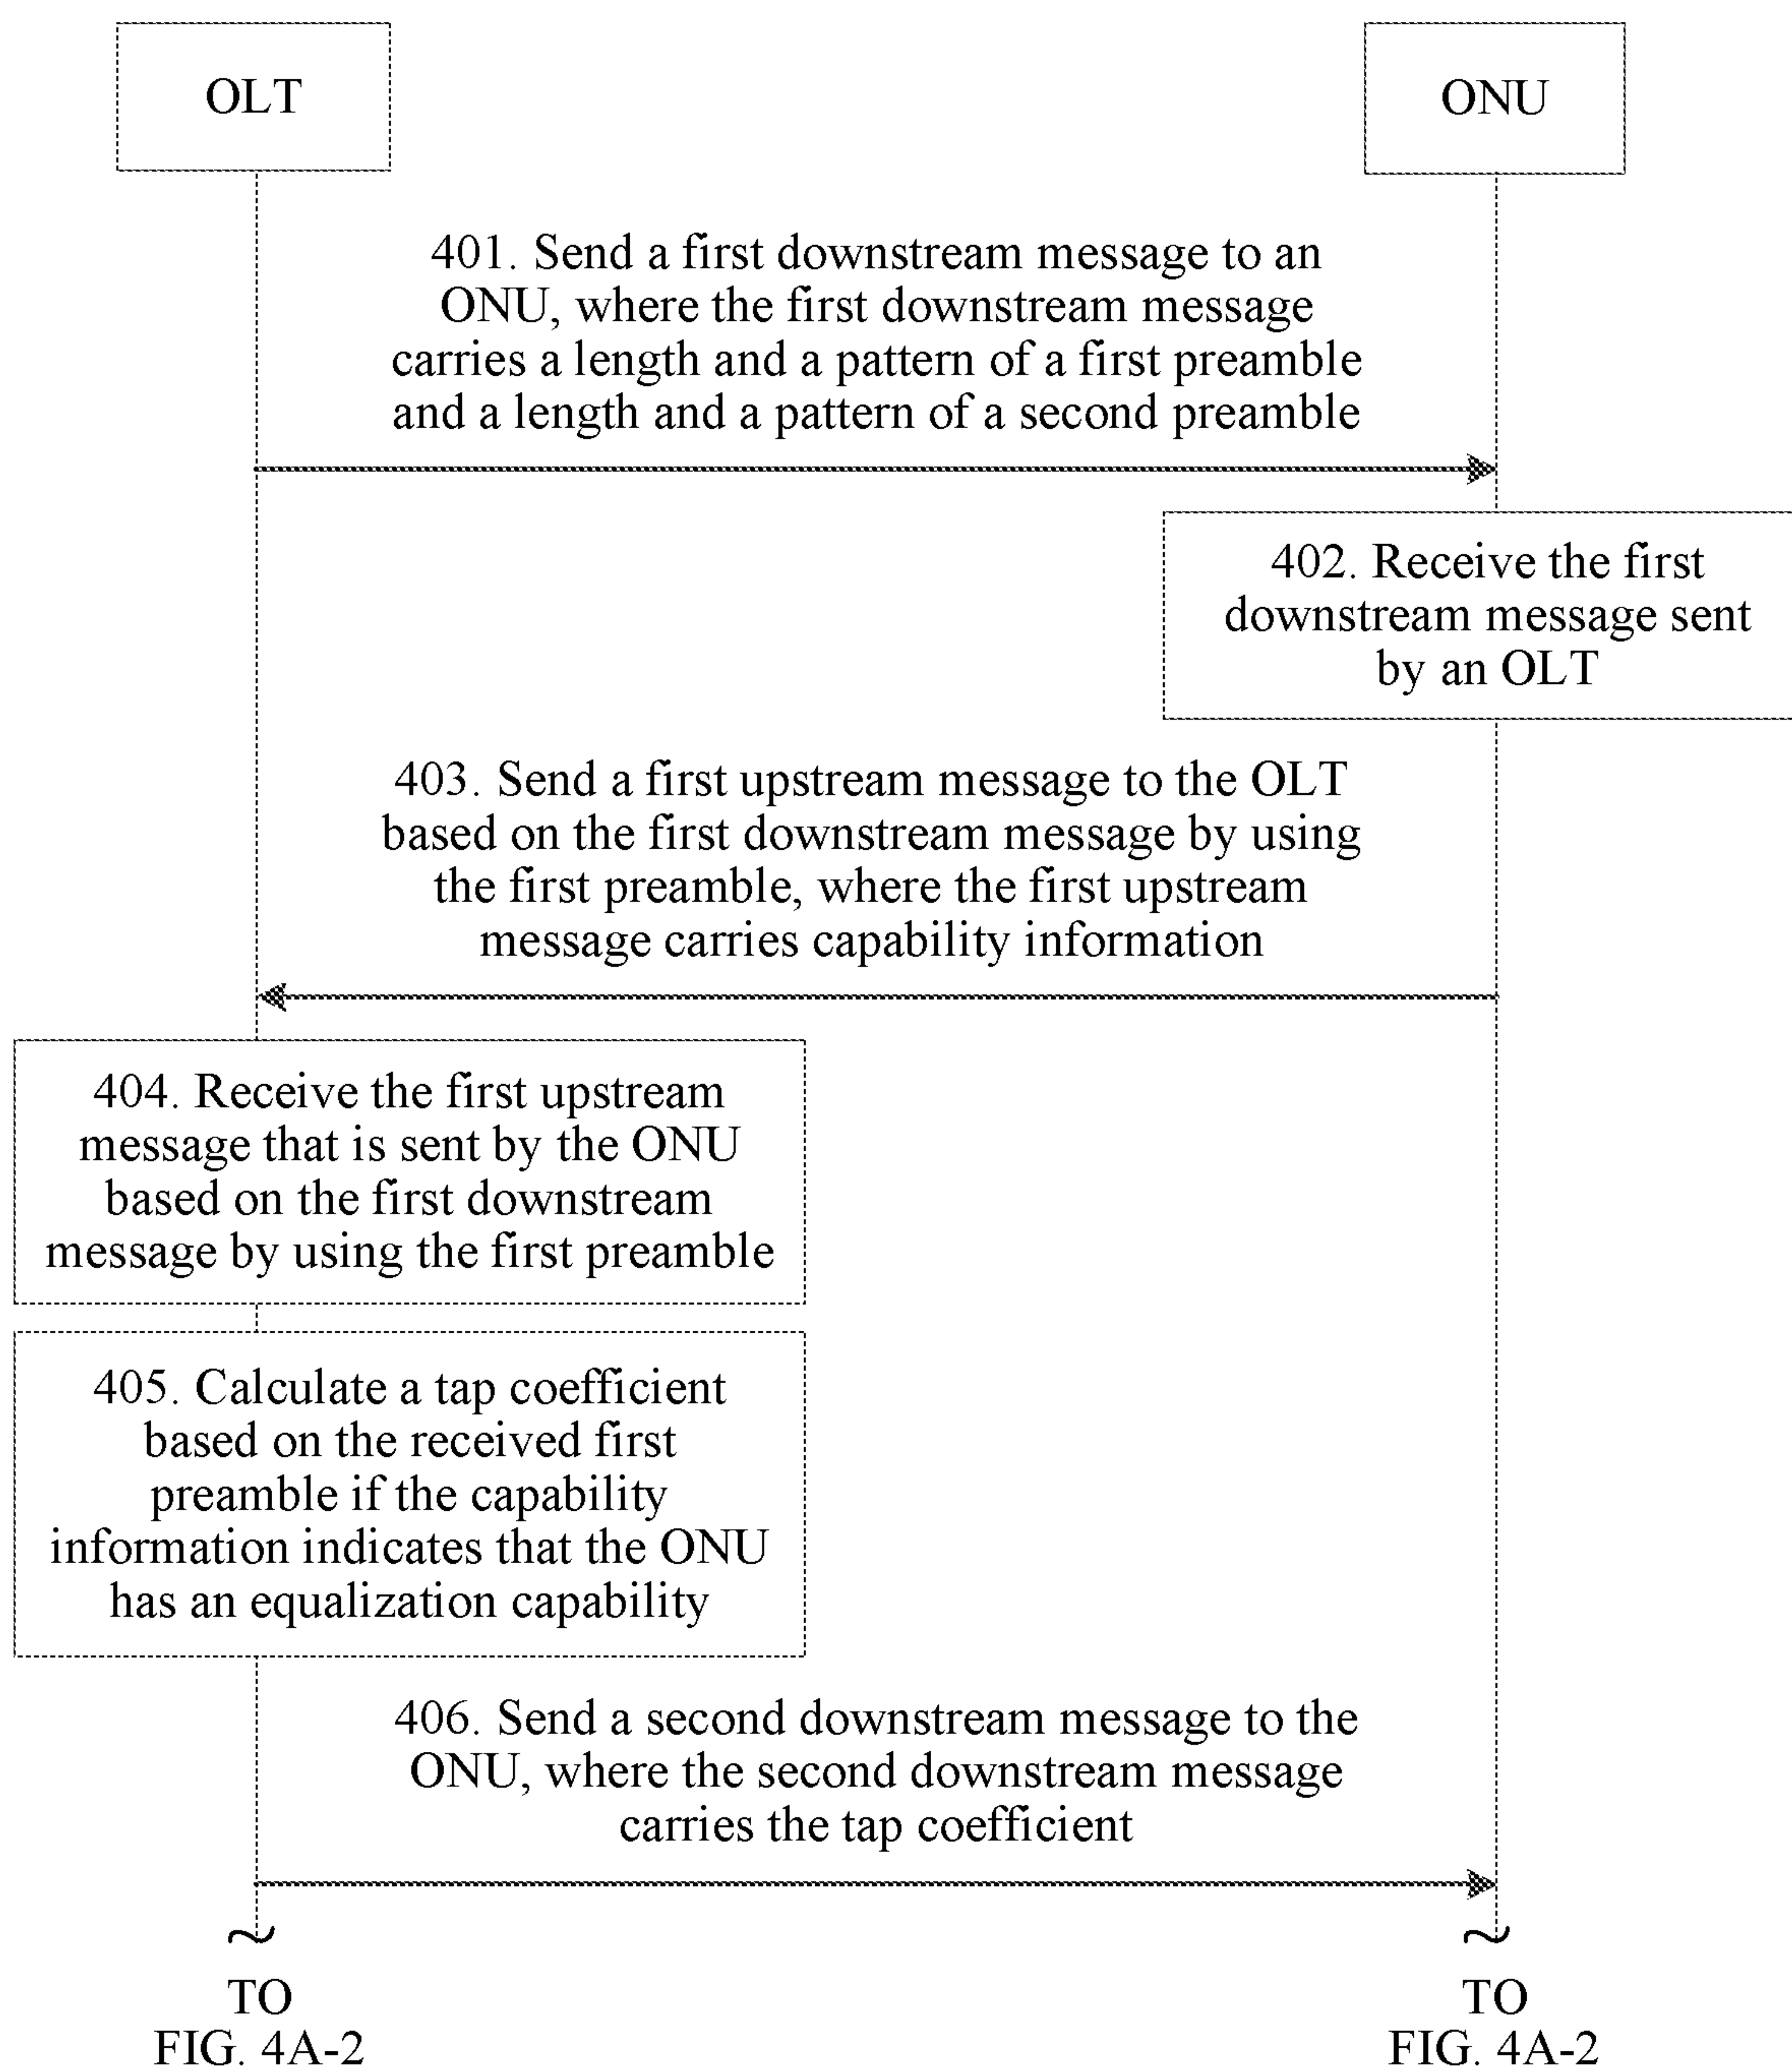 OLT
ONU
401. Send a first downstream message to an
ONU, where the first downstream message
carries a length and a pattern of a first preamble
and a length and a pattern of a second preamble
402. Receive the first
downstream message sent
by an OLT
403. Send a first upstream message to the OLT
based on the first downstream message by using
the first preamble, where the first upstream
message carries capability information
404. Receive the first upstream
message that is sent by the ONU
based on the first downstream
message by using the first preamble
405. Calculate a tap coefficient
based on the received first
preamble if the capability
information indicates that the ONU
has an equalization capability
406. Send a second downstream message to the
ONU, where the second downstream message
carries the tap coefficient
TO
FIG. 4A-2
TO
FIG. 4A-2